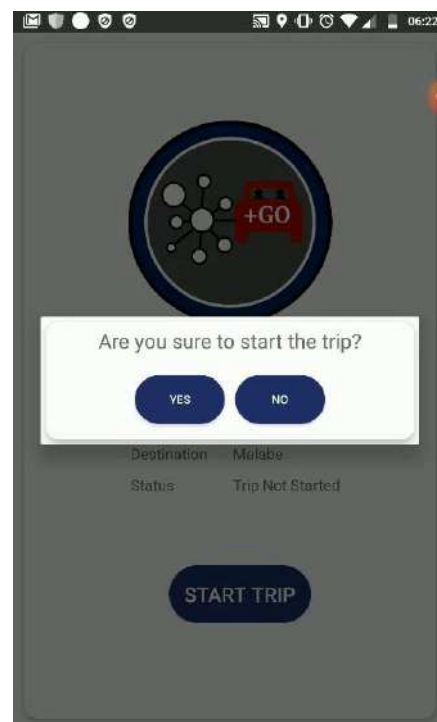 06:22
+GO
Are you sure to start the trip?
YES NO
Destination Malabe
Status Trip Not Started
START TRIP